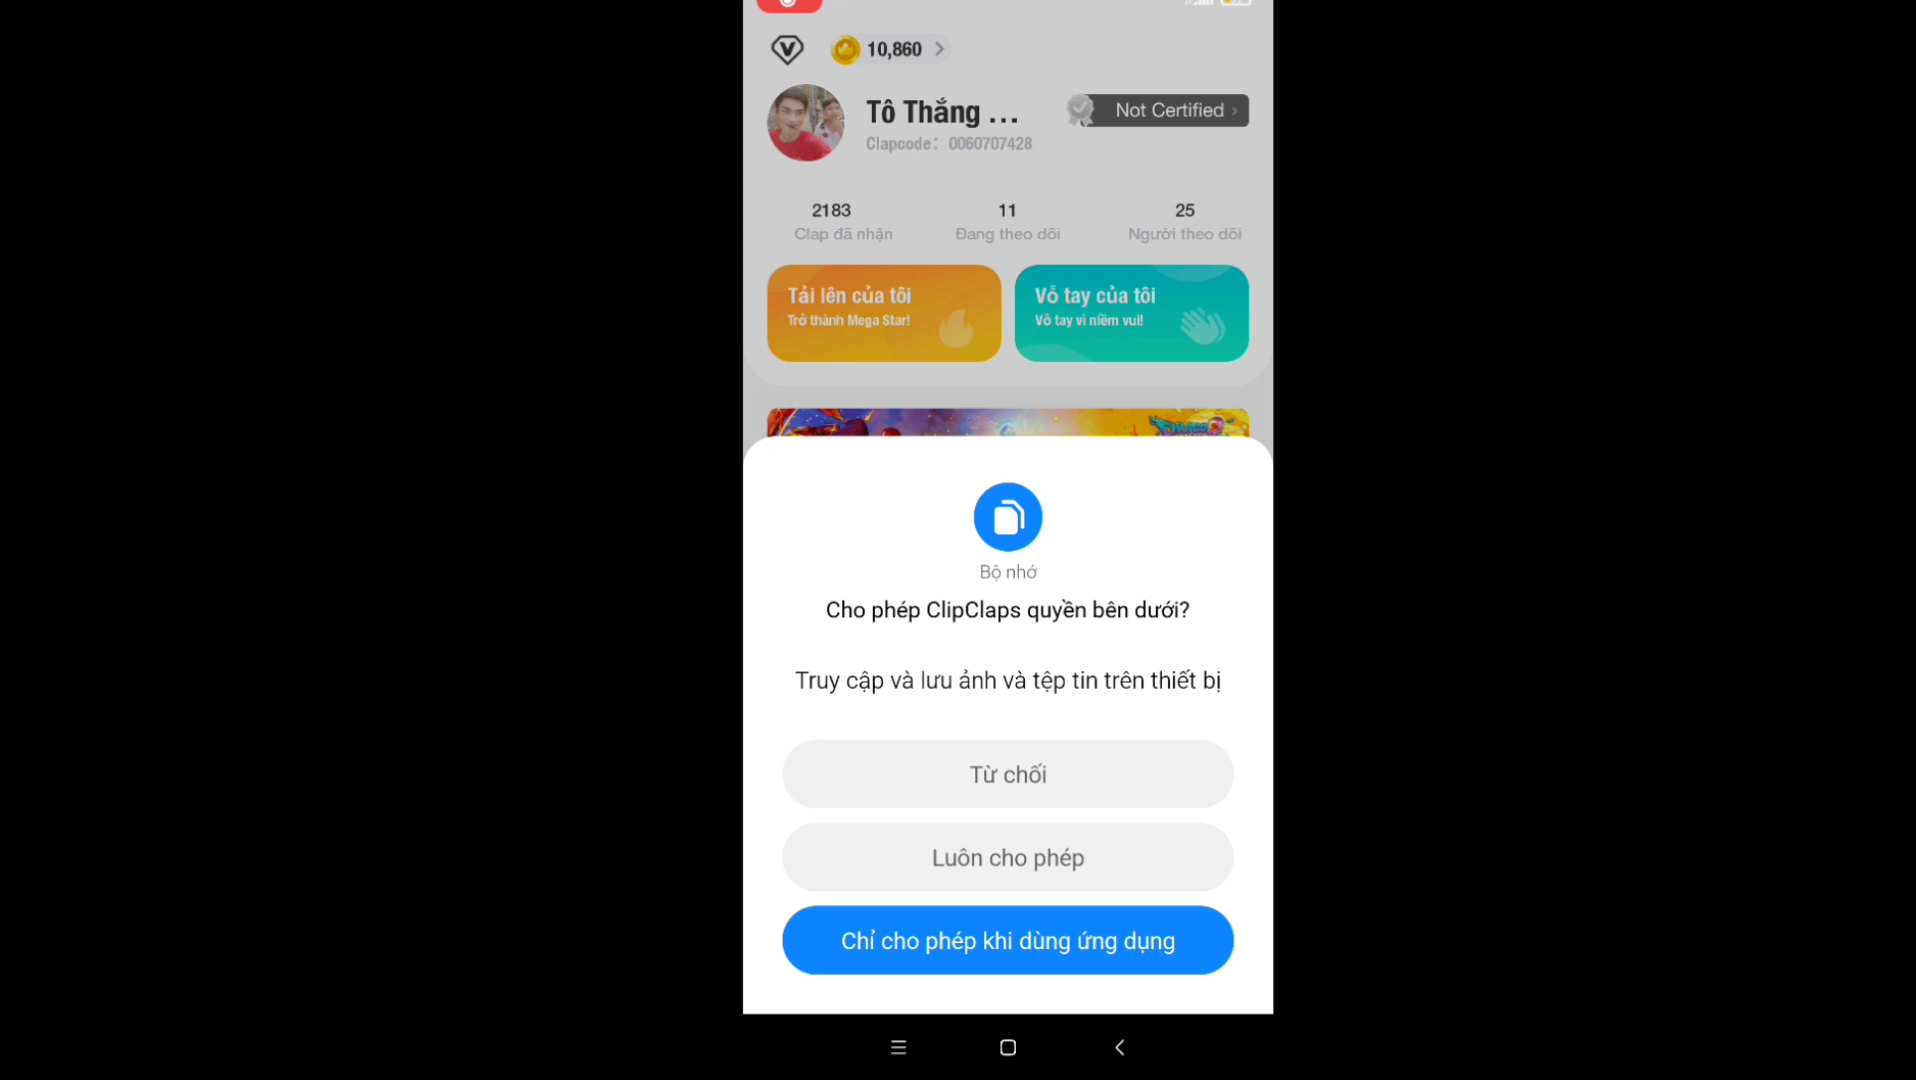 10,860
Tô Thắng ...
Not Certified
Clapcode: 0060707428
2183
11
25
Clap đã nhận
Đang theo dõi
Người theo dõi
Tải lên của tôi
Trở thành Mega Star!
Vỗ tay của tôi
Vỗ tay vì niềm vui!
Bộ nhớ
Cho phép ClipClaps quyền bên dưới?
Truy cập và lưu ảnh và tệp tin trên thiết bị
Từ chối
Luôn cho phép
Chỉ cho phép khi dùng ứng dụng